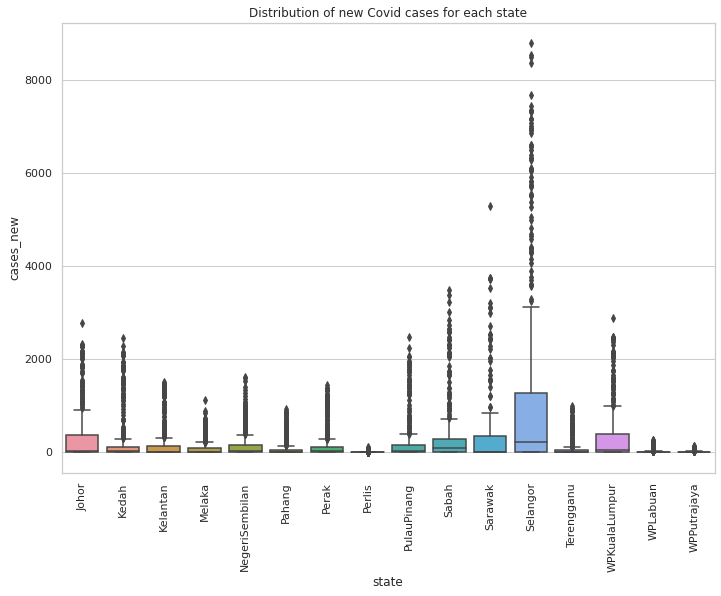 Distribution of new Covid cases for each state
cases_new
8000
6000
4000
2000
0
Johor
Kedah
Kelantan
Melaka
NegeriSembilan
Pahang
Perak
Perlis
PulauPinang
Sabah
Sarawak
Selangor
Terengganu
WPKualaLumpur
WPLabuan
WPPutrajaya
state